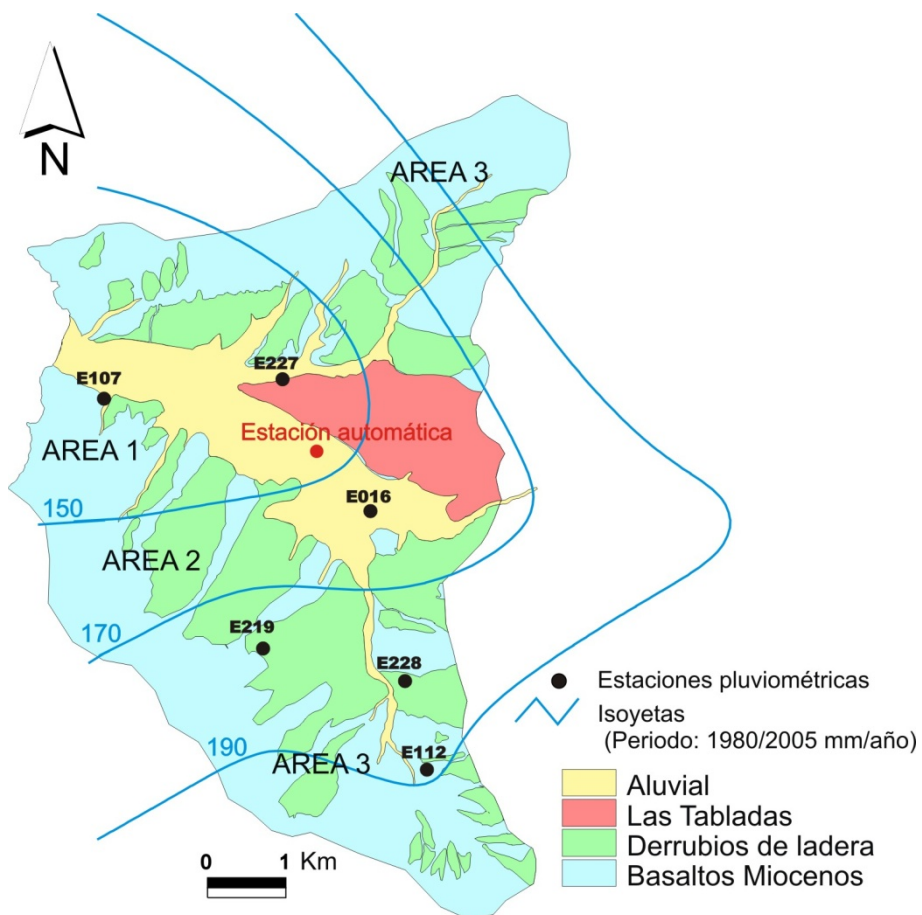 N
AREA 3
E227
E107
Estación automática
AREA 1
E016
150
AREA 2
170
E219
E228
Estaciones pluviométricas
Isoyetas
(Periodo: 1980/2005 mm/año)
190
E112
AREA 3
Aluvial
Las Tabladas
Derrubios de ladera
Basaltos Miocenos
0 1 Km